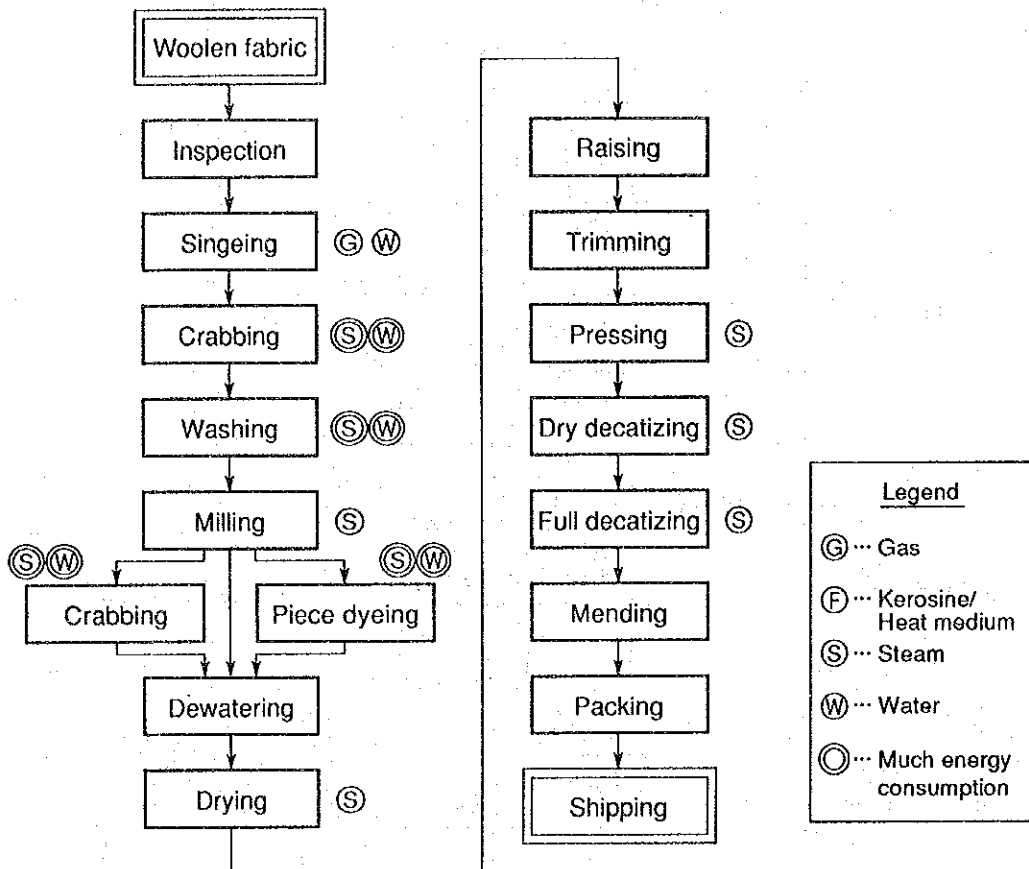 Woolen fabric
Inspection
Singeing G W
Crabbing S W
Washing S W
Milling S
S W
S W
Crabbing
Piece dyeing
Dewatering
Drying S
Raising
Trimming
Pressing S
Dry decatizing S
Full decatizing S
Mending
Packing
Shipping
Legend
G ··· Gas
F ··· Kerosine/
Heat medium
S ··· Steam
W ··· Water
··· Much energy
consumption